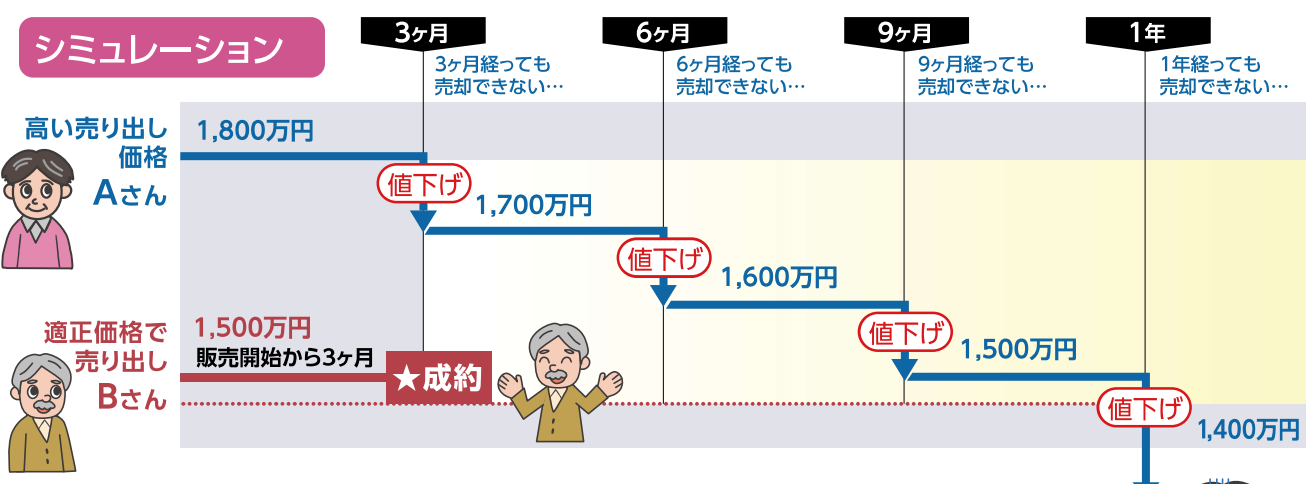 シミュレーション
3ヶ月
6ヶ月
9ヶ月
1年
3ヶ月経っても
売却できない…
6ヶ月経っても
売却できない…
9ヶ月経っても
売却できない…
1年経っても
売却できない…
高い売り出し
価格
Aさん
1,800万円
値下げ
1,700万円
値下げ
1,600万円
値下げ
1,500万円
値下げ
1,400万円
適正価格で
売り出し
Bさん
1,500万円
販売開始から3ヶ月
★成約